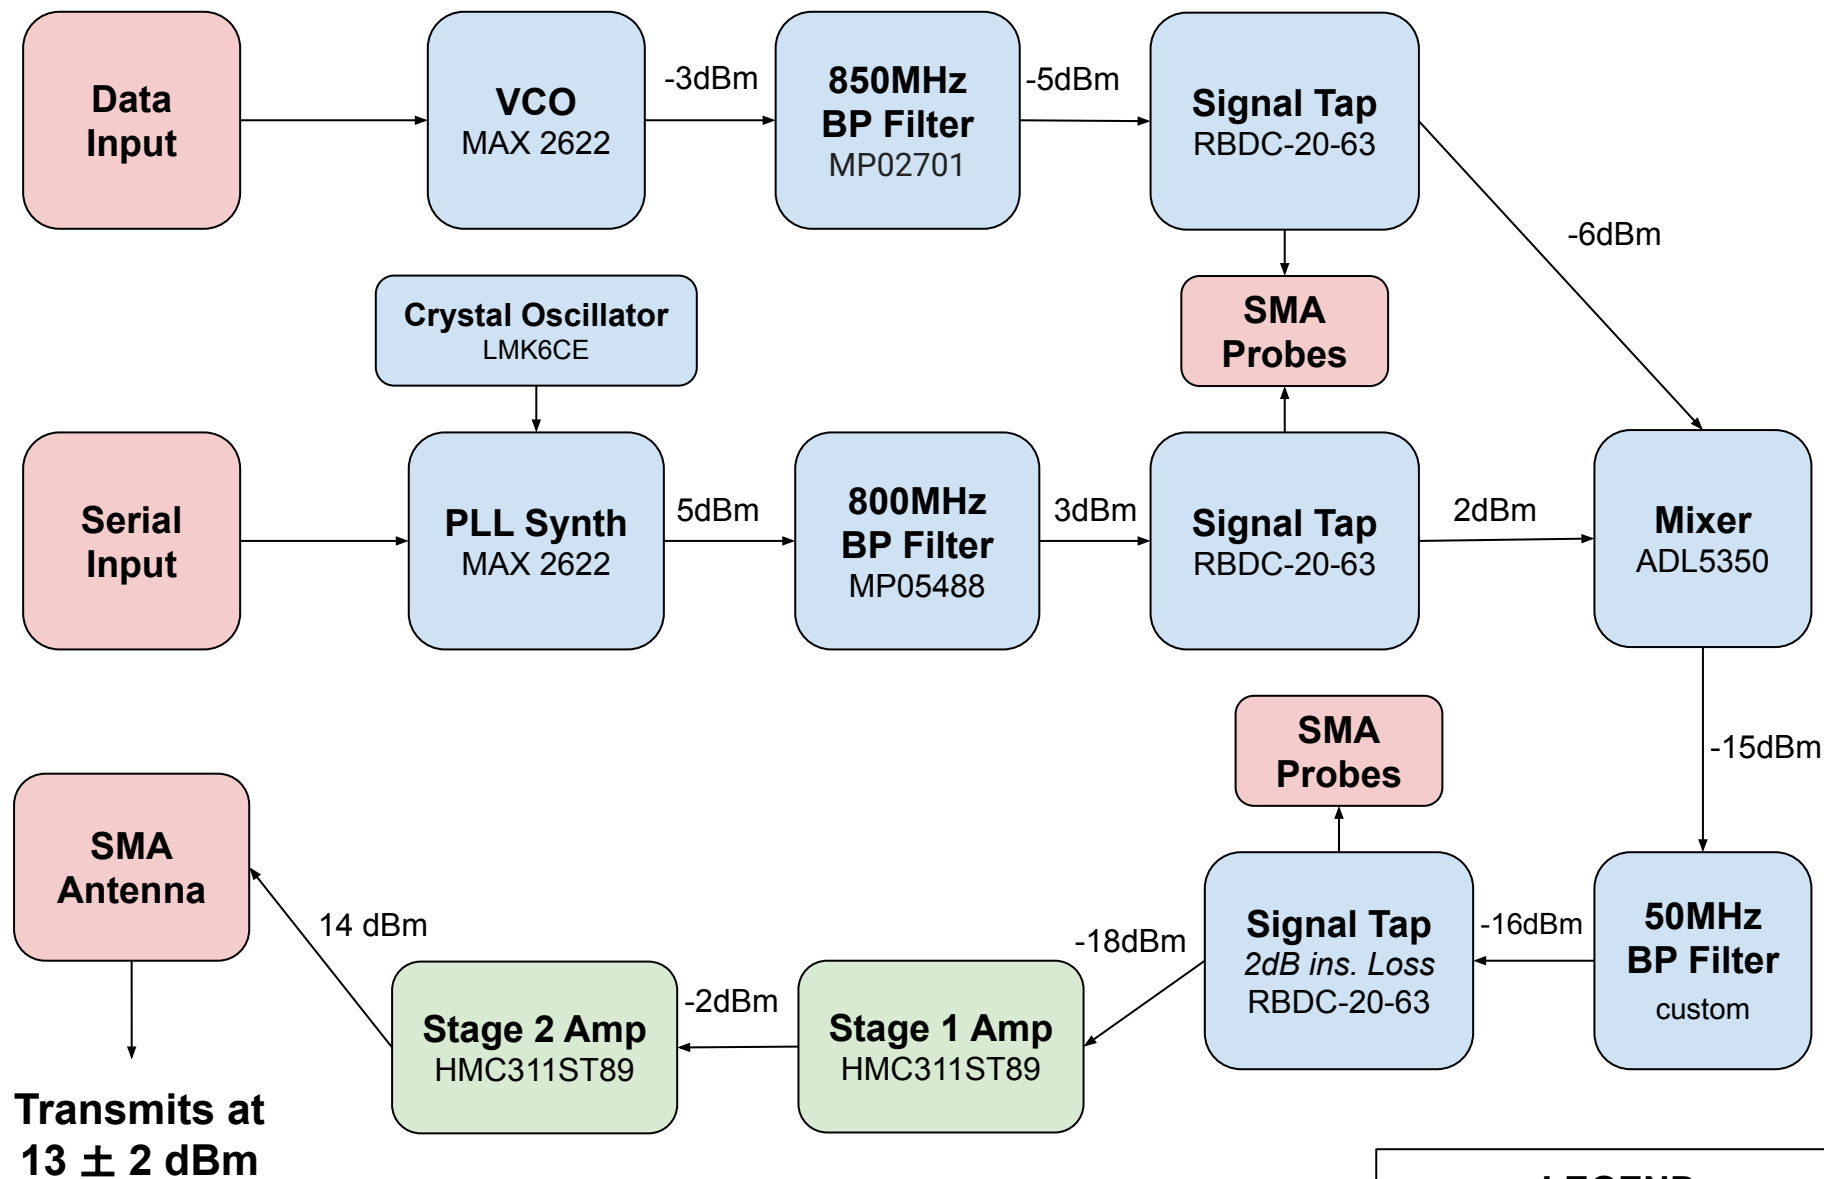 Data
Input
VCO
MAX 2622
-3dBm
850MHz
BP Filter
MP02701
-5dBm
Signal Tap
RBDC-20-63
-6dBm
SMA
Probes
Crystal Oscillator
LMK6CE
Serial
Input
PLL Synth
MAX 2622
5dBm
800MHz
BP Filter
MP05488
3dBm
Signal Tap
RBDC-20-63
2dBm
Mixer
ADL5350
-15dBm
SMA
Probes
50MHz
BP Filter
custom
-16dBm
Signal Tap
2dB ins. Loss
RBDC-20-63
-18dBm
Stage 1 Amp
HMC311ST89
-2dBm
Stage 2 Amp
HMC311ST89
14 dBm
SMA
Antenna
Transmits at
13 ± 2 dBm
LEGEND